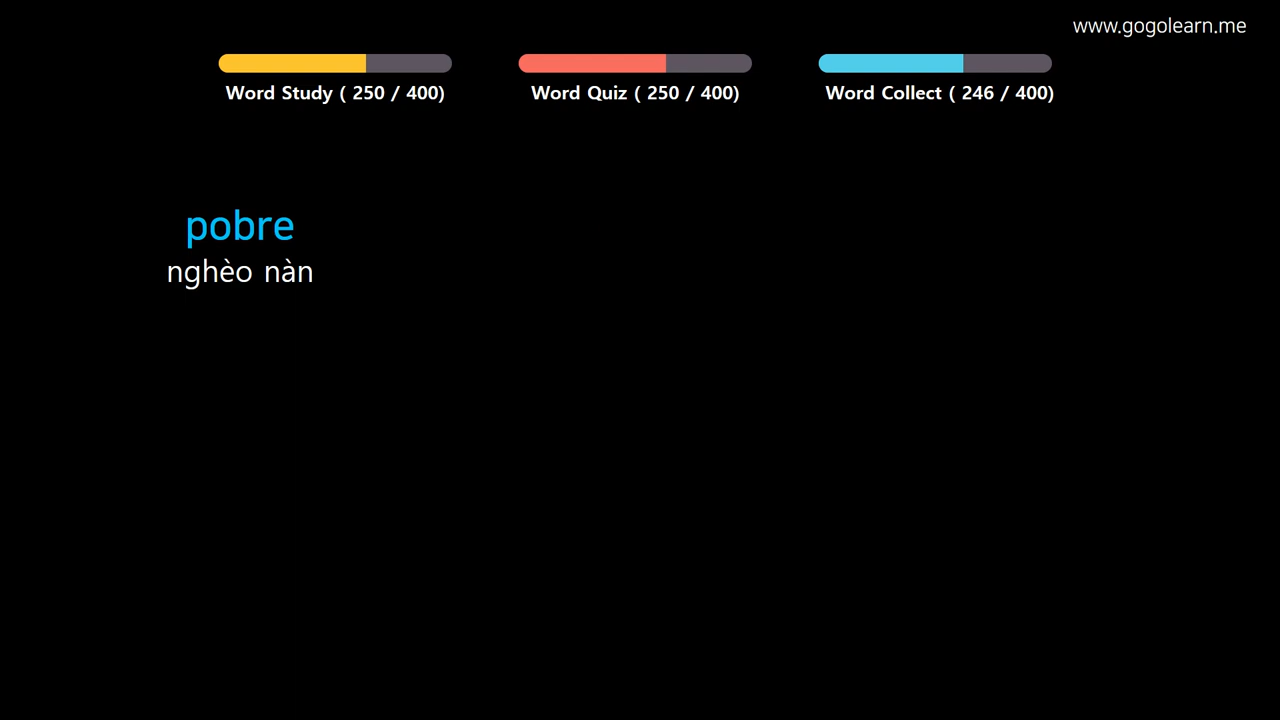 www.gogolearn.me
Word Study ( 250 / 400)
Word Quiz ( 250 / 400)
Word Collect ( 246 / 400)
pobre
nghèo nàn